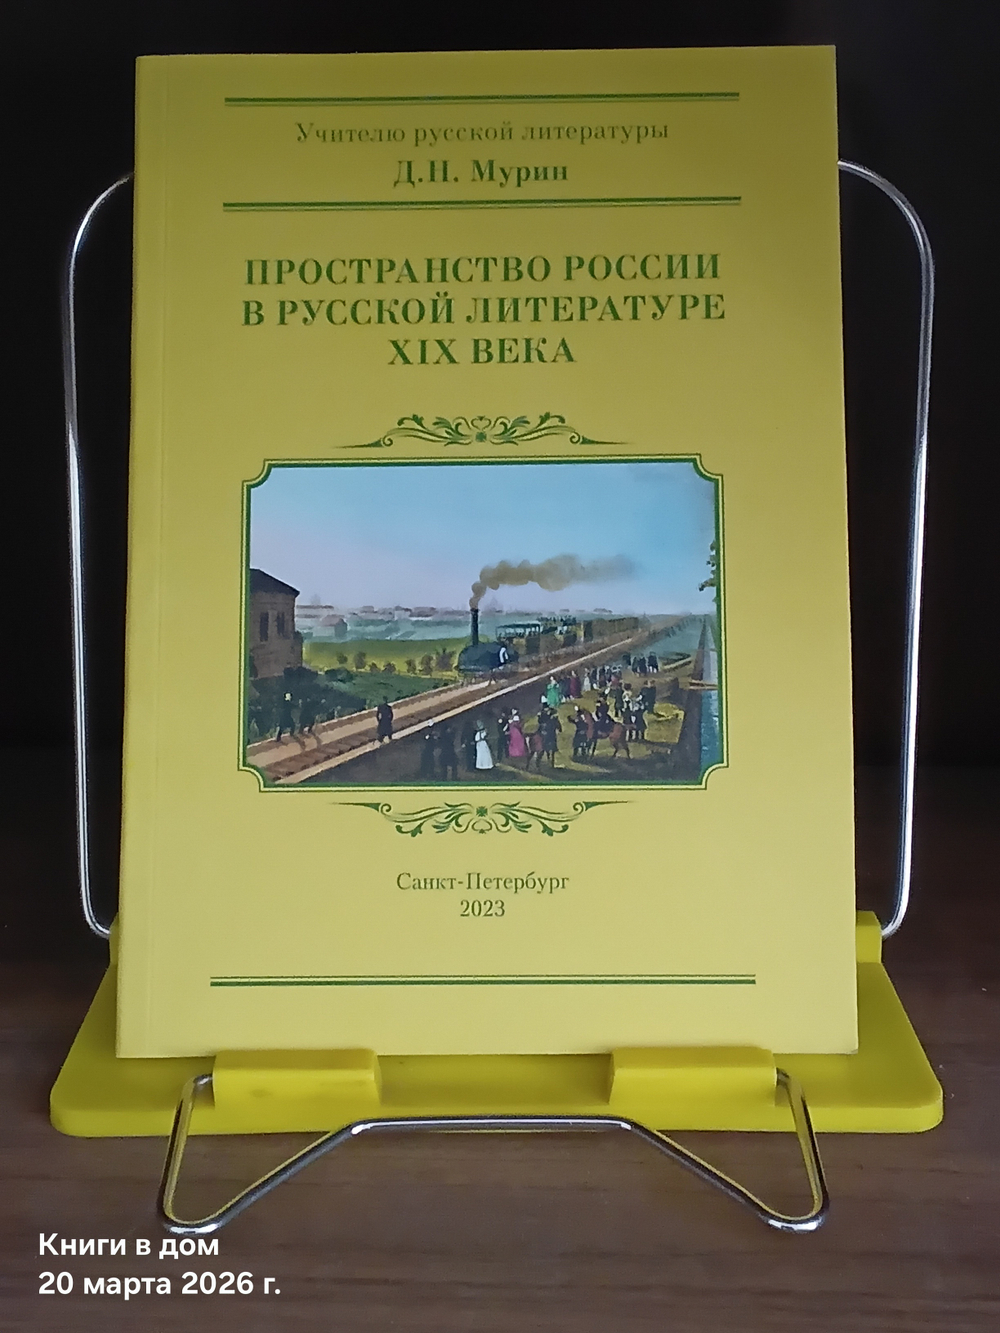 Учителю русской литературы
Д.Н. Мурин
ПРОСТРАНСТВО РОССИИ
В РУССКОЙ ЛИТЕРАТУРЕ
XIX ВЕКА
Санкт-Петербург
2023
Книги в дом
20 марта 2026 г.